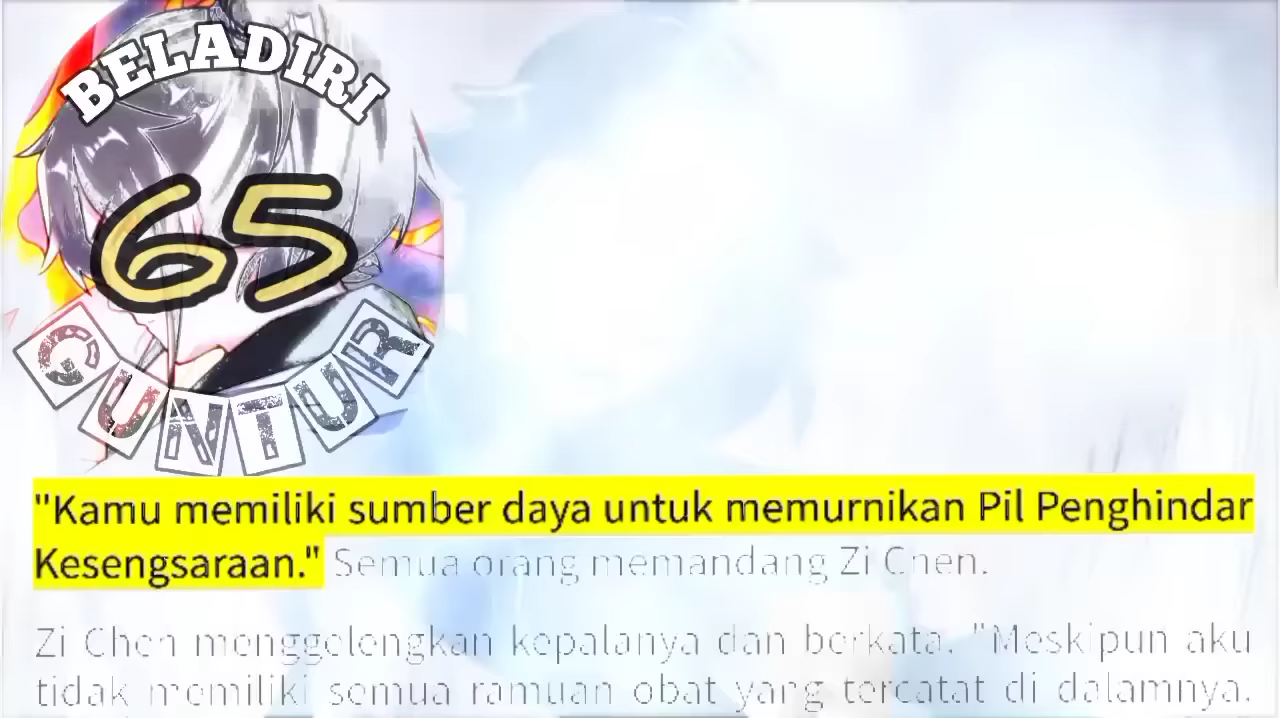 BELADIRI
65
GUNTUR
"Kamu memiliki sumber daya untuk memurnikan Pil Penghindar
Kesengsaraan." Semua orang memandang Zi Chen.
Zi Chen menggelengkan kepalanya dan berkata. "Meskipun aku
tidak memiliki semua ramuan obat yang tercatat di dalamnya.